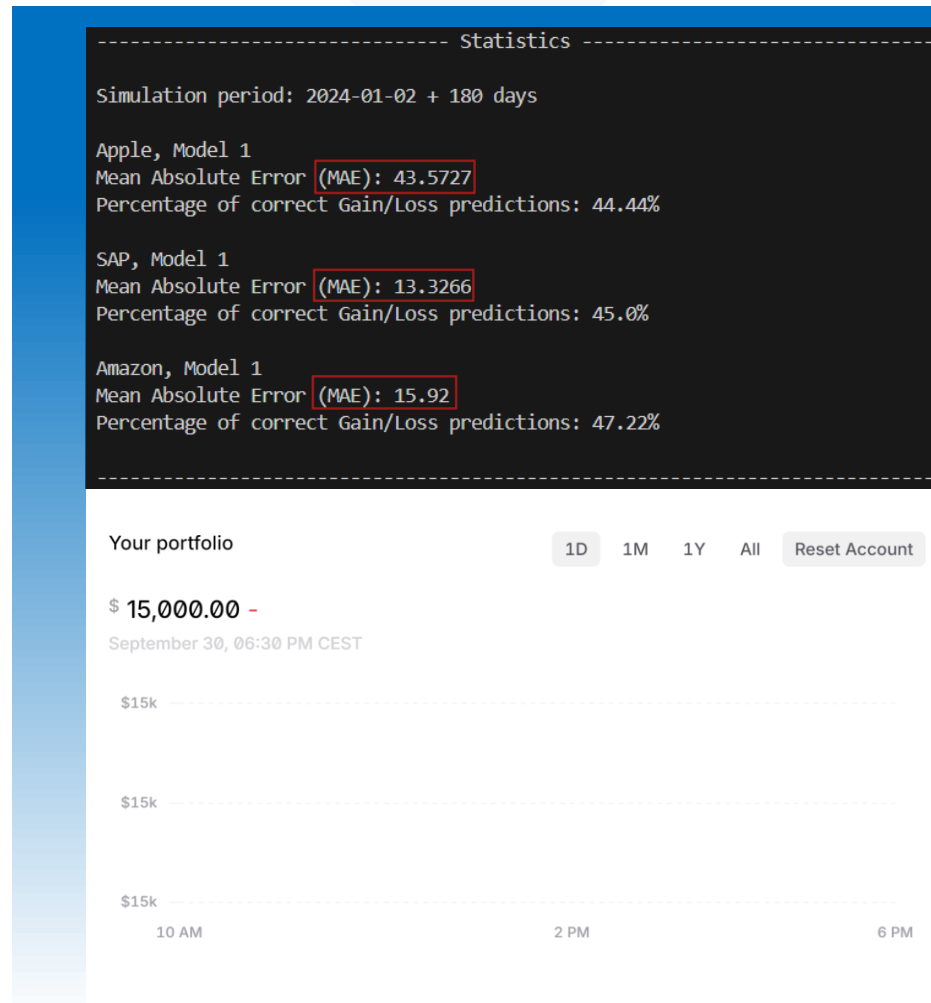 -------------------------------- Statistics --------------------------------
Simulation period: 2024-01-02 + 180 days
Apple, Model 1
Mean Absolute Error (MAE): 43.5727
Percentage of correct Gain/Loss predictions: 44.44%
SAP, Model 1
Mean Absolute Error (MAE): 13.3266
Percentage of correct Gain/Loss predictions: 45.0%
Amazon, Model 1
Mean Absolute Error (MAE): 15.92
Percentage of correct Gain/Loss predictions: 47.22%
----------------------------------------------------------------------------
Your portfolio 1D 1M 1Y All Reset Account
$ 15,000.00 -
September 30, 06:30 PM CEST
$15k
$15k
$15k
10 AM 2 PM 6 PM